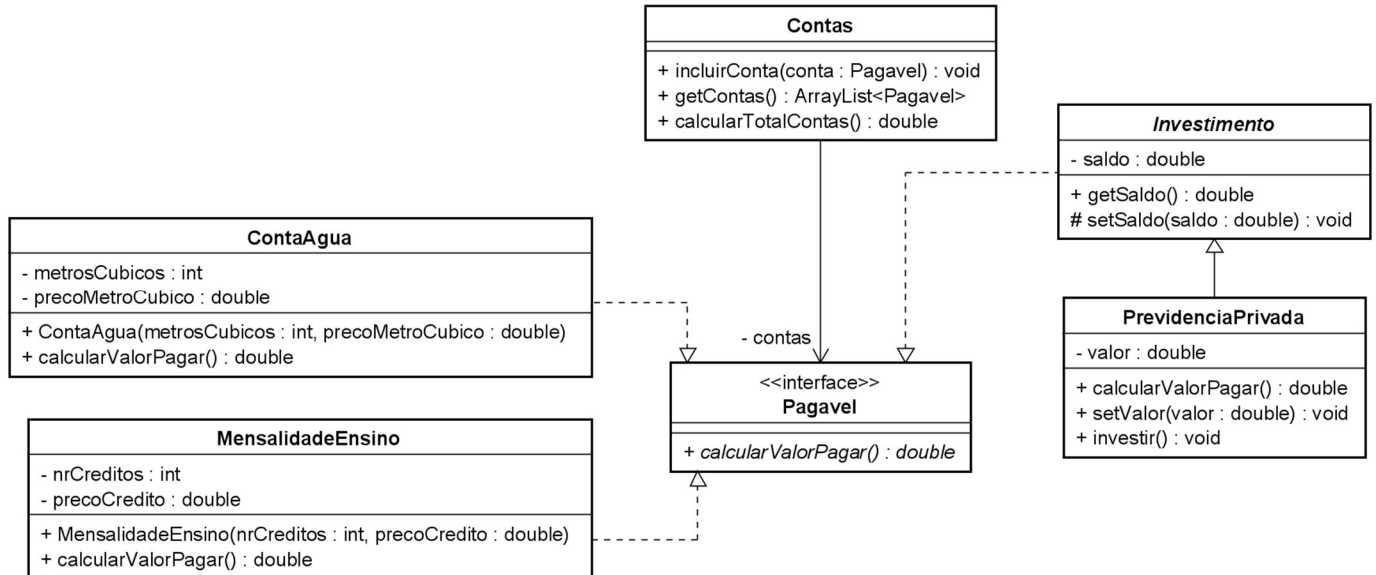 Contas
+ incluirConta(conta : Pagavel) : void
+ getContas() : ArrayList<Pagavel>
+ calcularTotalContas() : double
Investimento
- saldo : double
+ getSaldo() : double
# setSaldo(saldo : double) : void
ContaAgua
- metrosCubicos : int
- precoMetroCubico : double
+ ContaAgua(metrosCubicos : int, precoMetroCubico : double)
+ calcularValorPagar() : double
- contas
<<interface>>
Pagavel
+ calcularValorPagar() : double
PrevidenciaPrivada
- valor : double
+ calcularValorPagar() : double
+ setValor(valor : double) : void
+ investir() : void
MensalidadeEnsino
- nrCreditos : int
- precoCredito : double
+ MensalidadeEnsino(nrCreditos : int, precoCredito : double)
+ calcularValorPagar() : double